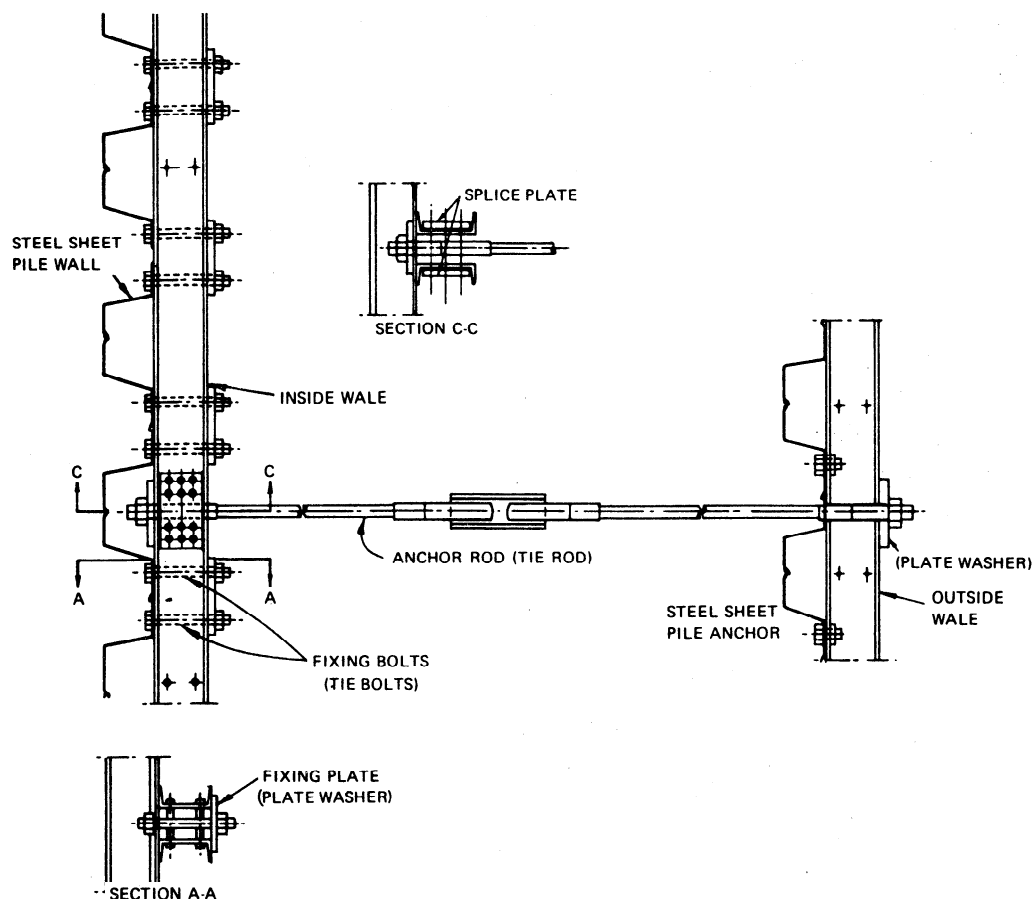 SPLICE PLATE
STEEL SHEET
PILE WALL
SECTION C-C
INSIDE WALE
C
C
ANCHOR ROD (TIE ROD)
(PLATE WASHER)
A
A
STEEL SHEET
PILE ANCHOR
OUTSIDE
WALE
FIXING BOLTS
(TIE BOLTS)
FIXING PLATE
(PLATE WASHER)
SECTION A-A